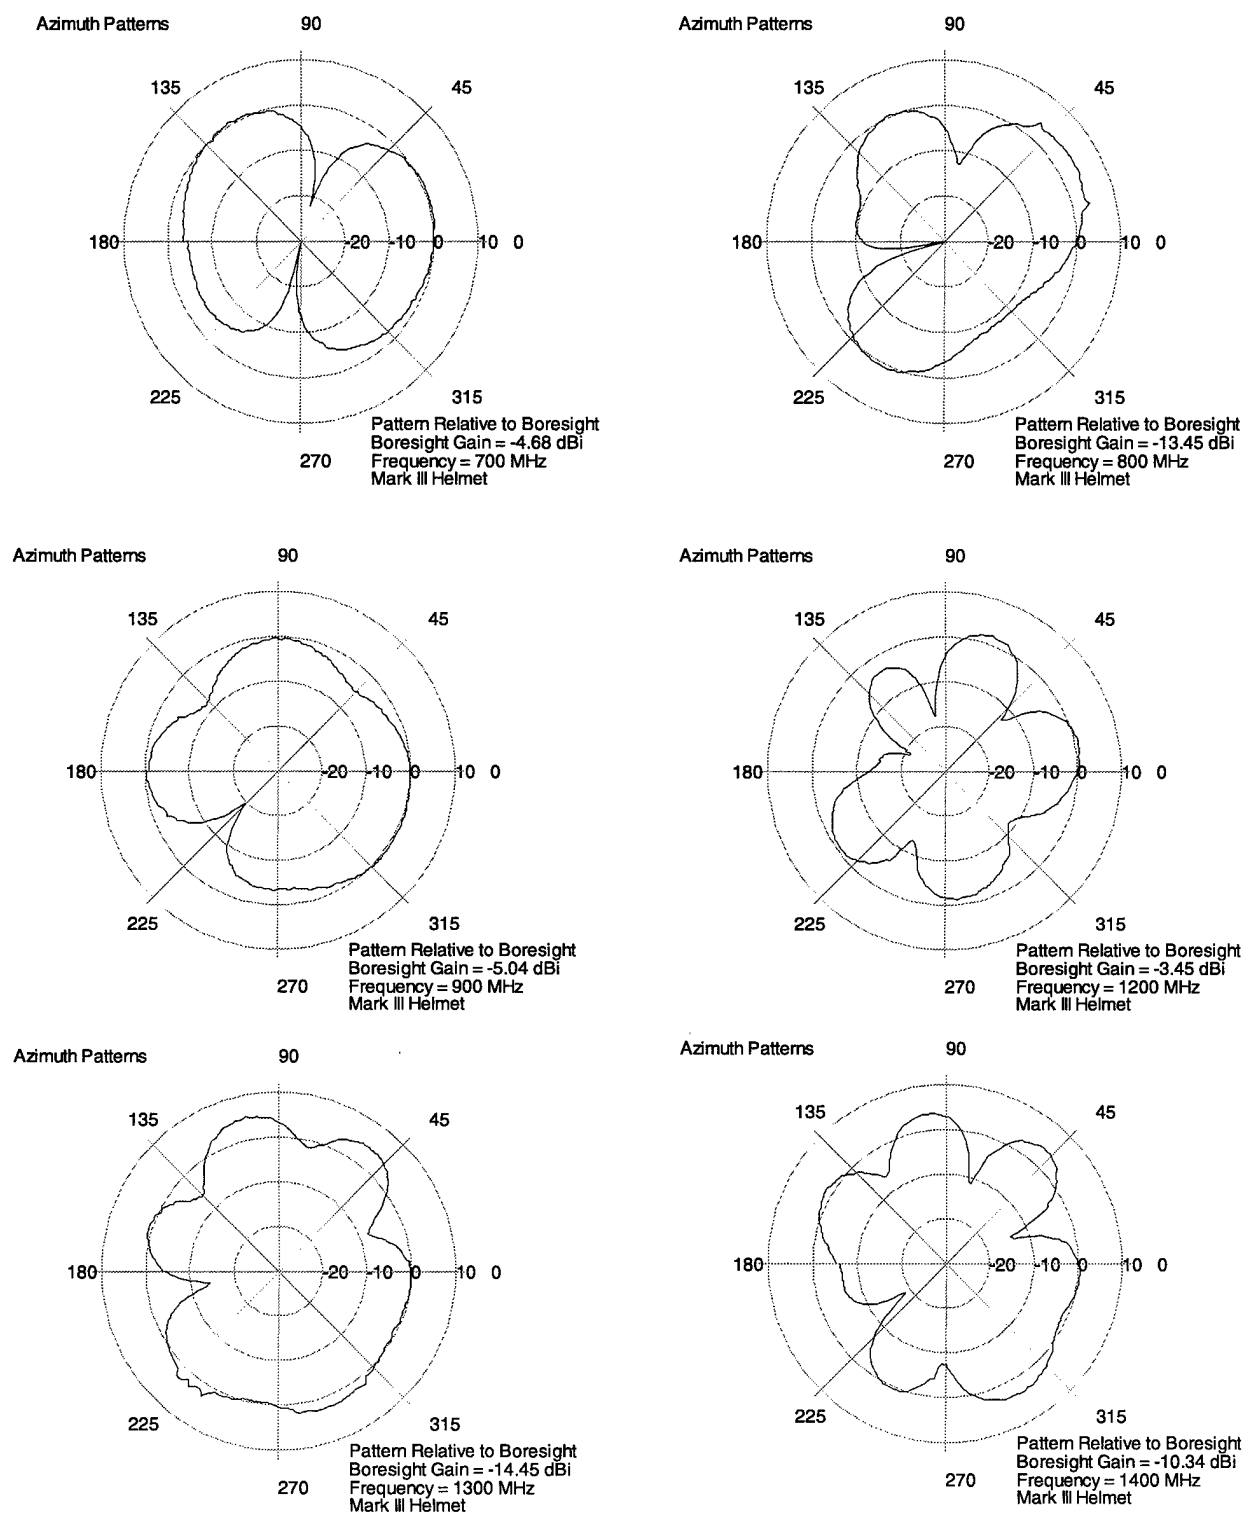 Azimuth Patterns
90
135
45
180
-20
-10
0
10
0
225
315
Pattern Relative to Boresight
Boresight Gain = -4.68 dBi
270
Frequency = 700 MHz
Mark III Helmet
Azimuth Patterns
90
135
45
180
-20
-10
0
10
0
225
315
Pattern Relative to Boresight
Boresight Gain = -13.45 dBi
270
Frequency = 800 MHz
Mark III Helmet
Azimuth Patterns
90
135
45
180
-20
-10
0
10
0
225
315
Pattern Relative to Boresight
Boresight Gain = -5.04 dBi
270
Frequency = 900 MHz
Mark III Helmet
Azimuth Patterns
90
135
45
180
-20
-10
0
10
0
225
315
Pattern Relative to Boresight
Boresight Gain = -3.45 dBi
270
Frequency = 1200 MHz
Mark III Helmet
Azimuth Patterns
90
135
45
180
-20
-10
0
10
0
225
315
Pattern Relative to Boresight
Boresight Gain = -14.45 dBi
270
Frequency = 1300 MHz
Mark III Helmet
Azimuth Patterns
90
135
45
180
-20
-10
0
10
0
225
315
Pattern Relative to Boresight
Boresight Gain = -10.34 dBi
270
Frequency = 1400 MHz
Mark III Helmet